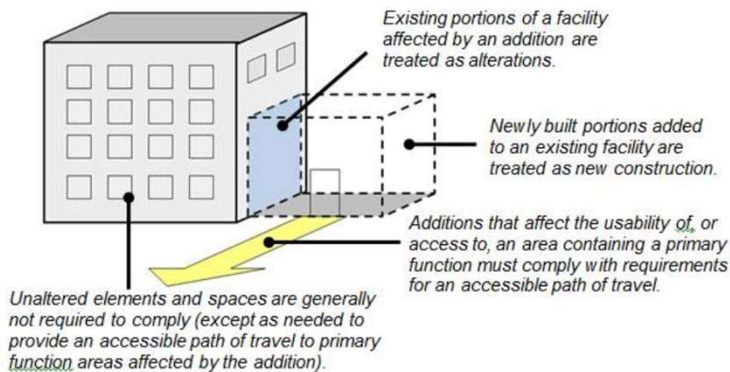 Existing portions of a facility
affected by an addition are
treated as alterations.
Newly built portions added
to an existing facility are
treated as new construction.
Additions that affect the usability of, or
access to, an area containing a primary
function must comply with requirements
for an accessible path of travel.
Unaltered elements and spaces are generally
not required to comply (except as needed to
provide an accessible path of travel to primary
function areas affected by the addition).